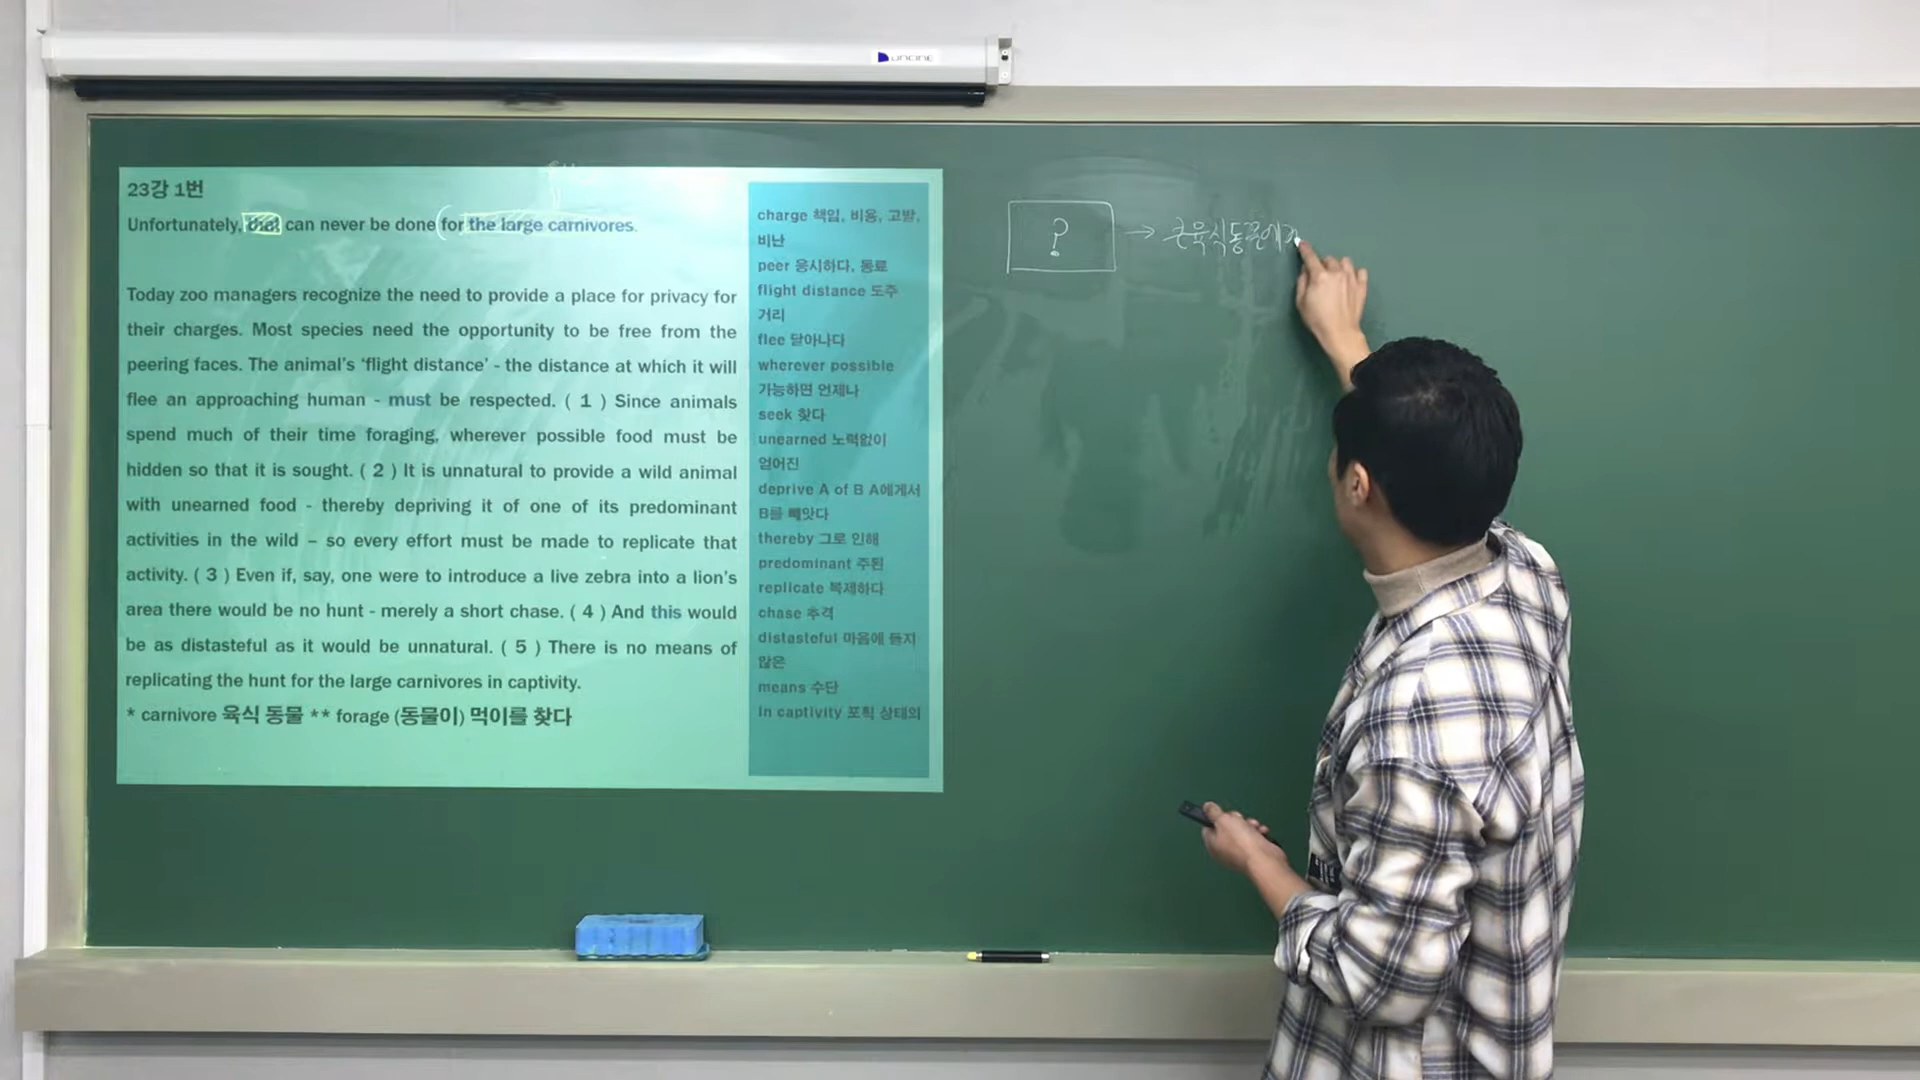 UNCINE
23강 1번
Unfortunately, that can never be done (for the large carnivores.
Today zoo managers recognize the need to provide a place for privacy for
their charges. Most species need the opportunity to be free from the
peering faces. The animal's 'flight distance' - the distance at which it will
flee an approaching human - must be respected. ( 1 ) Since animals
spend much of their time foraging, wherever possible food must be
hidden so that it is sought. ( 2 ) It is unnatural to provide a wild animal
with unearned food - thereby depriving it of one of its predominant
activities in the wild – so every effort must be made to replicate that
activity. ( 3 ) Even if, say, one were to introduce a live zebra into a lion's
area there would be no hunt - merely a short chase. ( 4 ) And this would
be as distasteful as it would be unnatural. ( 5 ) There is no means of
replicating the hunt for the large carnivores in captivity.
* carnivore 육식 동물 ** forage (동물이) 먹이를 찾다
charge 책임, 비용, 고발,
비난
peer 응시하다, 동료
flight distance 도주
거리
flee 달아나다
wherever possible
가능하면 언제나
seek 찾다
unearned 노력없이
얻어진
deprive A of B A에게서
B를 빼앗다
thereby 그로 인해
predominant 주된
replicate 복제하다
chase 추격
distasteful 마음에 들지
않은
means 수단
in captivity 포획 상태의
? → 큰육식동물에게